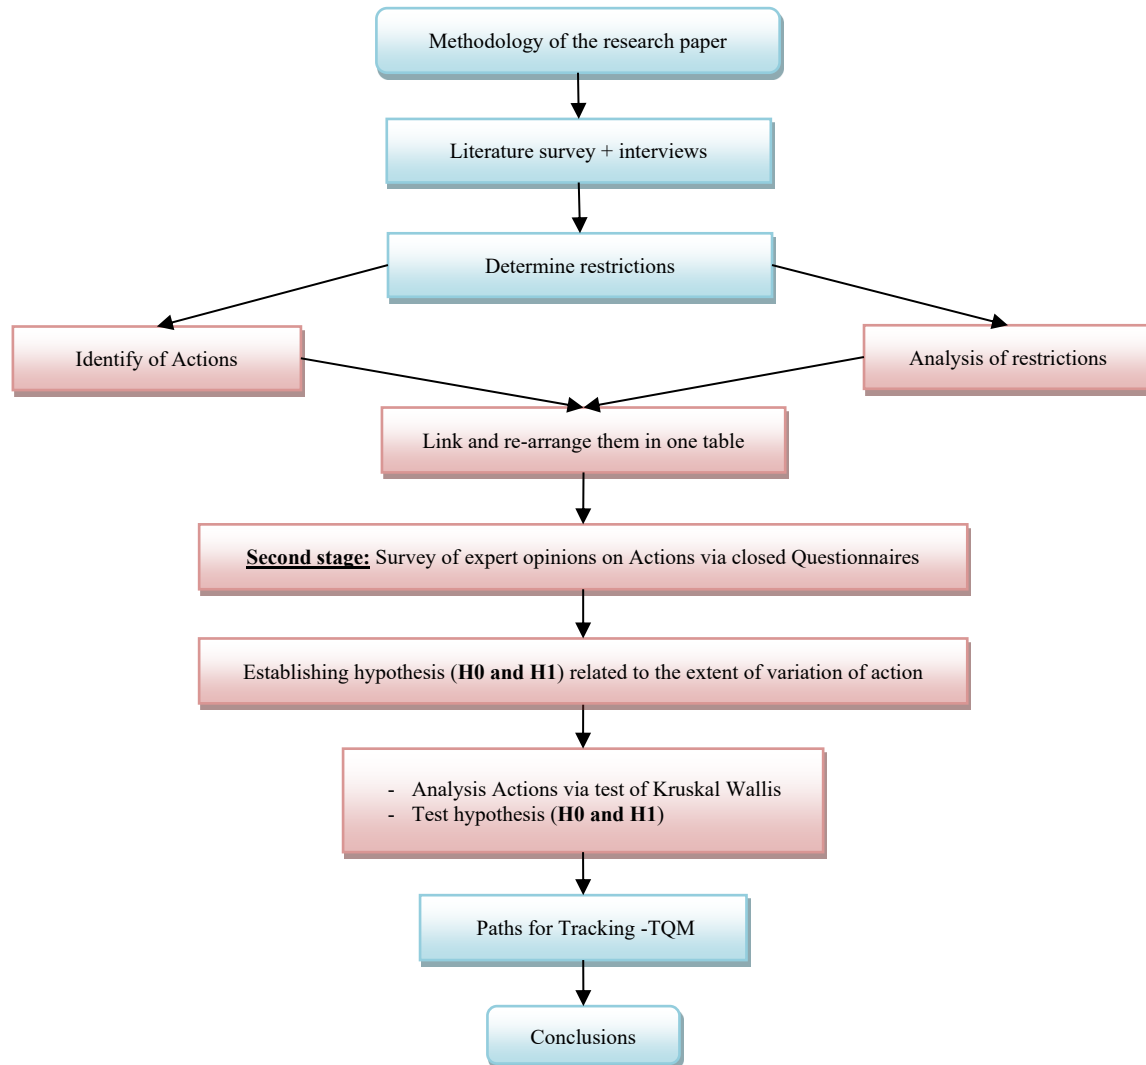 Methodology of the research paper
Literature survey + interviews
Determine restrictions
Identify of Actions
Analysis of restrictions
Link and re-arrange them in one table
Second stage: Survey of expert opinions on Actions via closed Questionnaires
Establishing hypothesis (H0 and H1) related to the extent of variation of action
- Analysis Actions via test of Kruskal Wallis
- Test hypothesis (H0 and H1)
Paths for Tracking -TQM
Conclusions